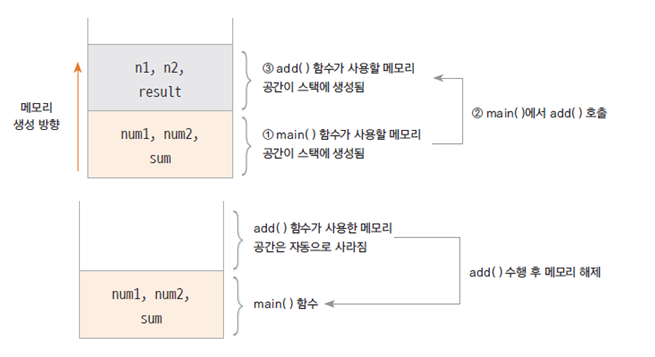 n1, n2,
result
③ add( ) 함수가 사용할 메모리
공간이 스택에 생성됨
메모리
생성 방향
② main( )에서 add( ) 호출
num1, num2,
sum
① main( ) 함수가 사용할 메모리
공간이 스택에 생성됨
add( ) 함수가 사용한 메모리
공간은 자동으로 사라짐
add( ) 수행 후 메모리 해제
num1, num2,
sum
main( ) 함수